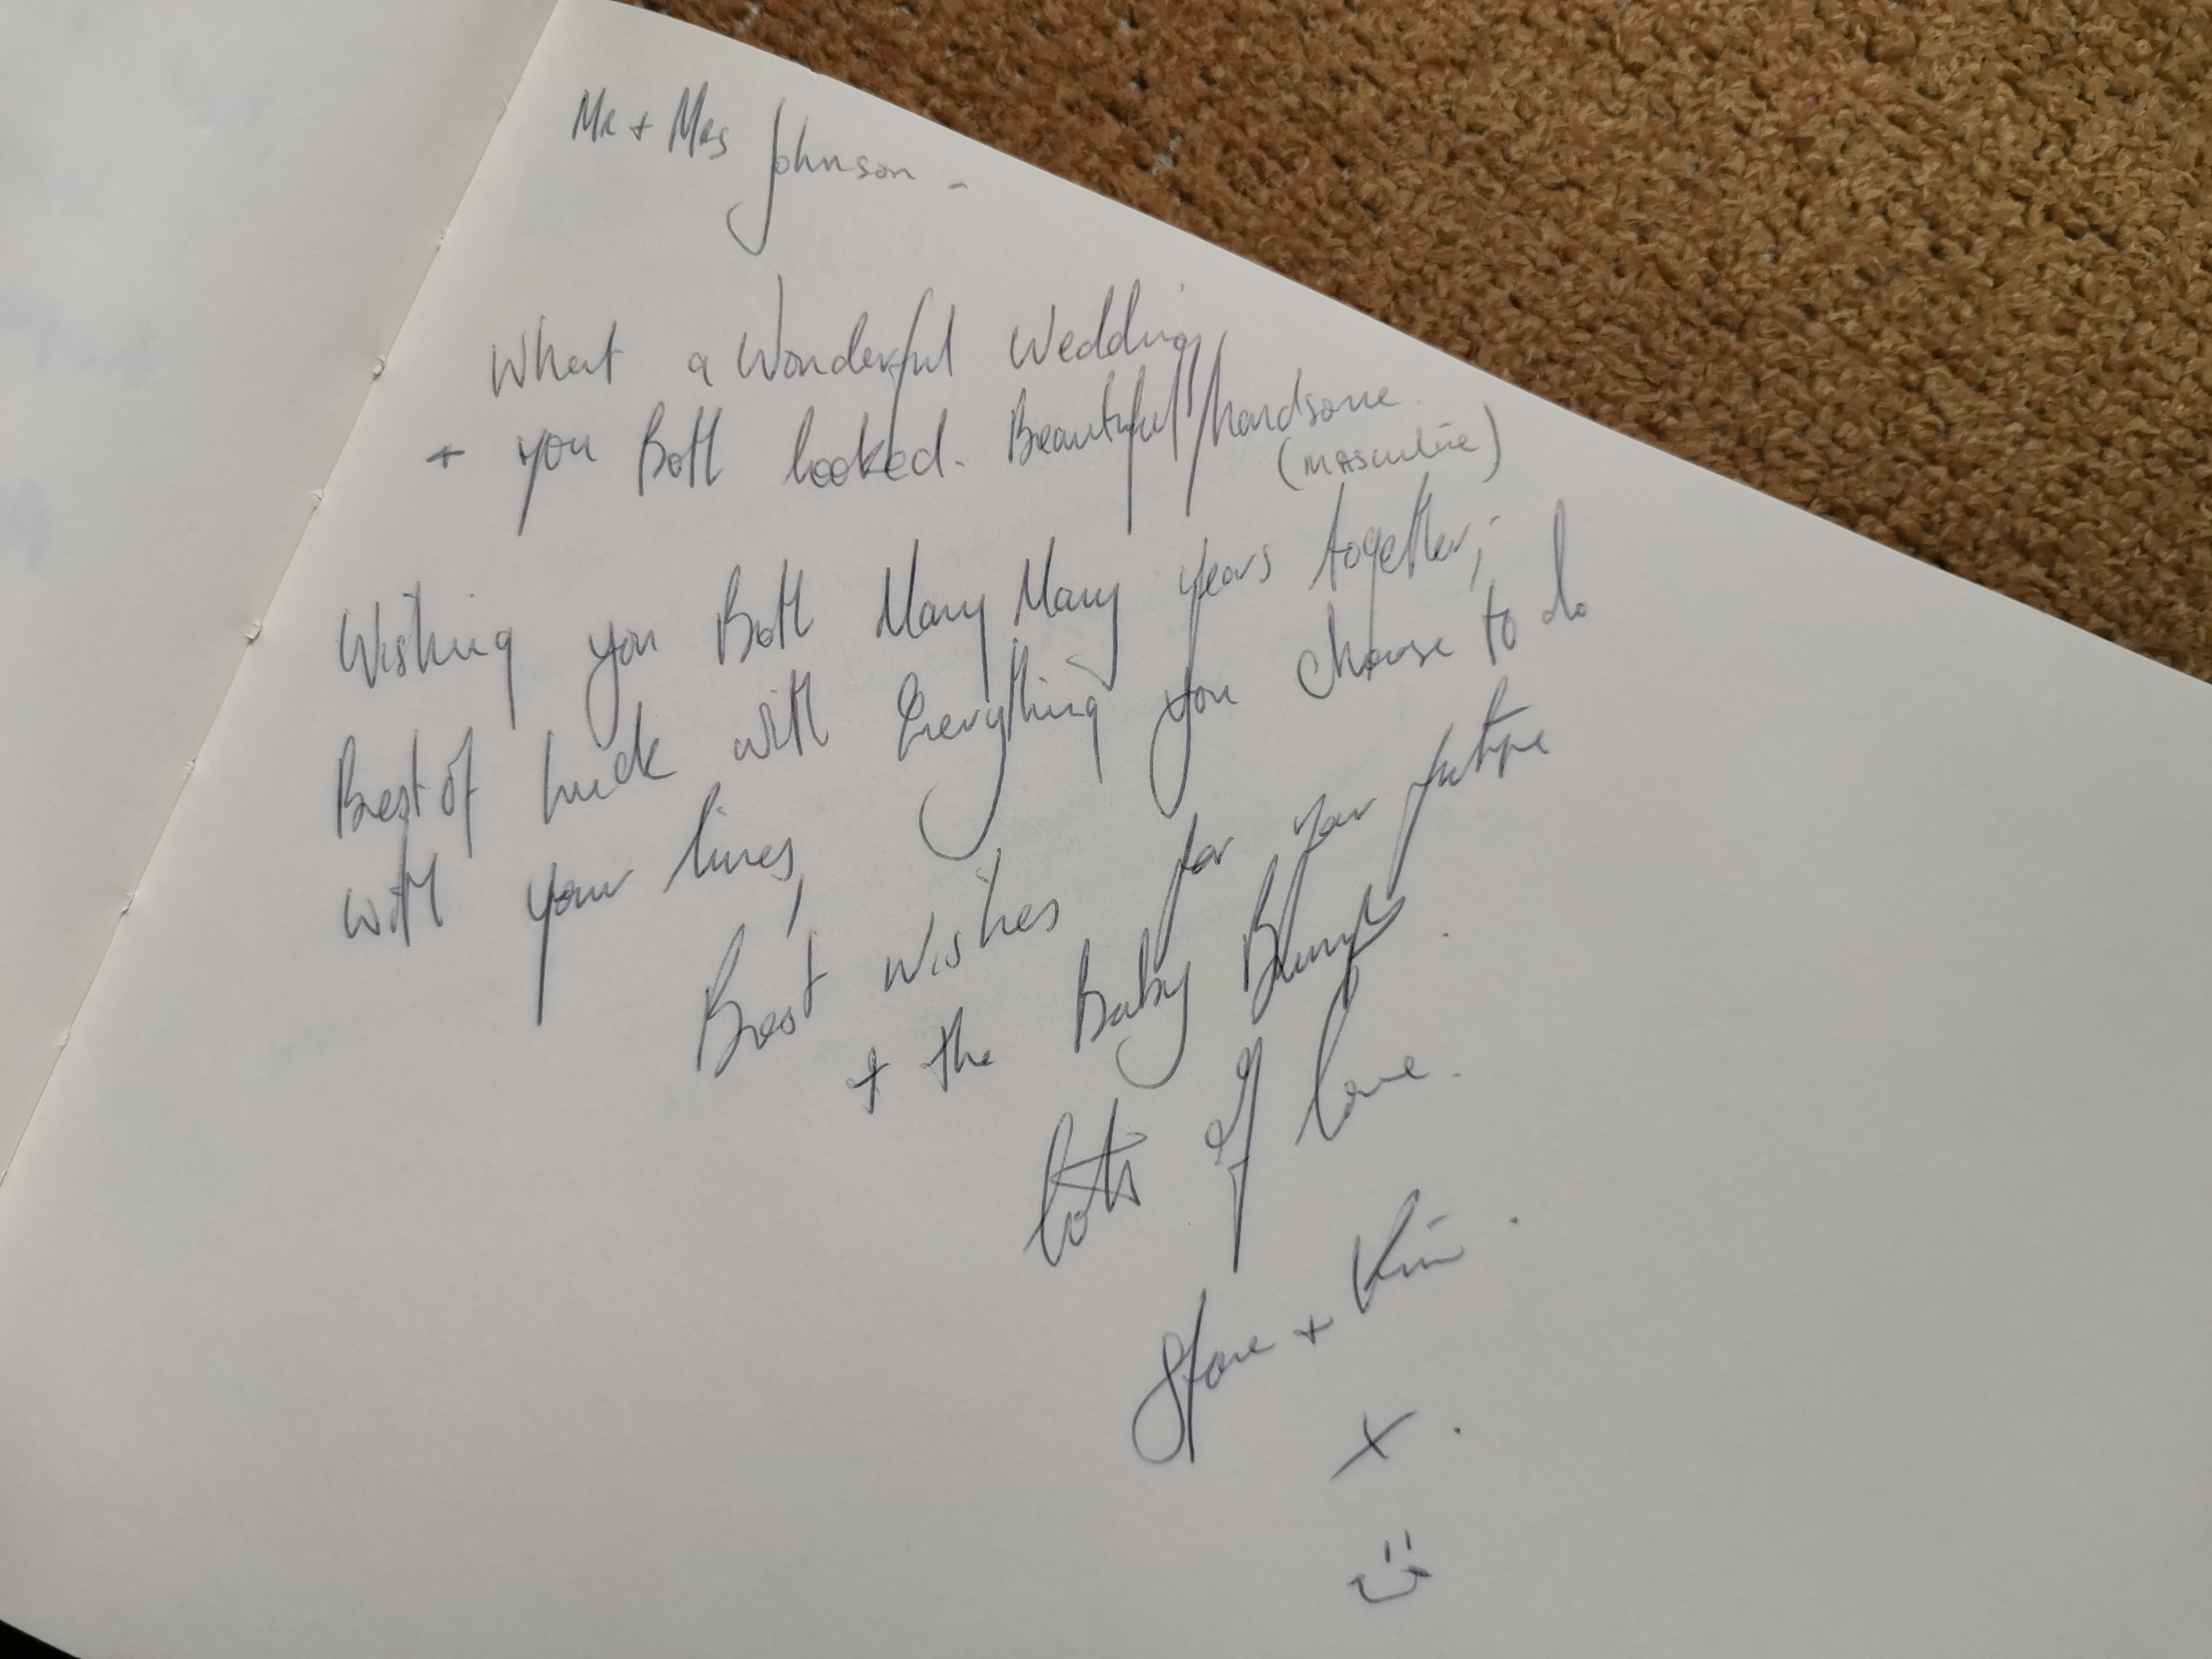 Mr + Mrs Johnson -
What a Wonderful Wedding
+ you Both looked. Beautiful/handsome.
(masculine)
Wishing you Both Many Many years together;
Best of luck with Everything you choose to do
with your lives,
Best wishes for your future
+ the Baby Bump.
lots of love.
+ Kim.
x.